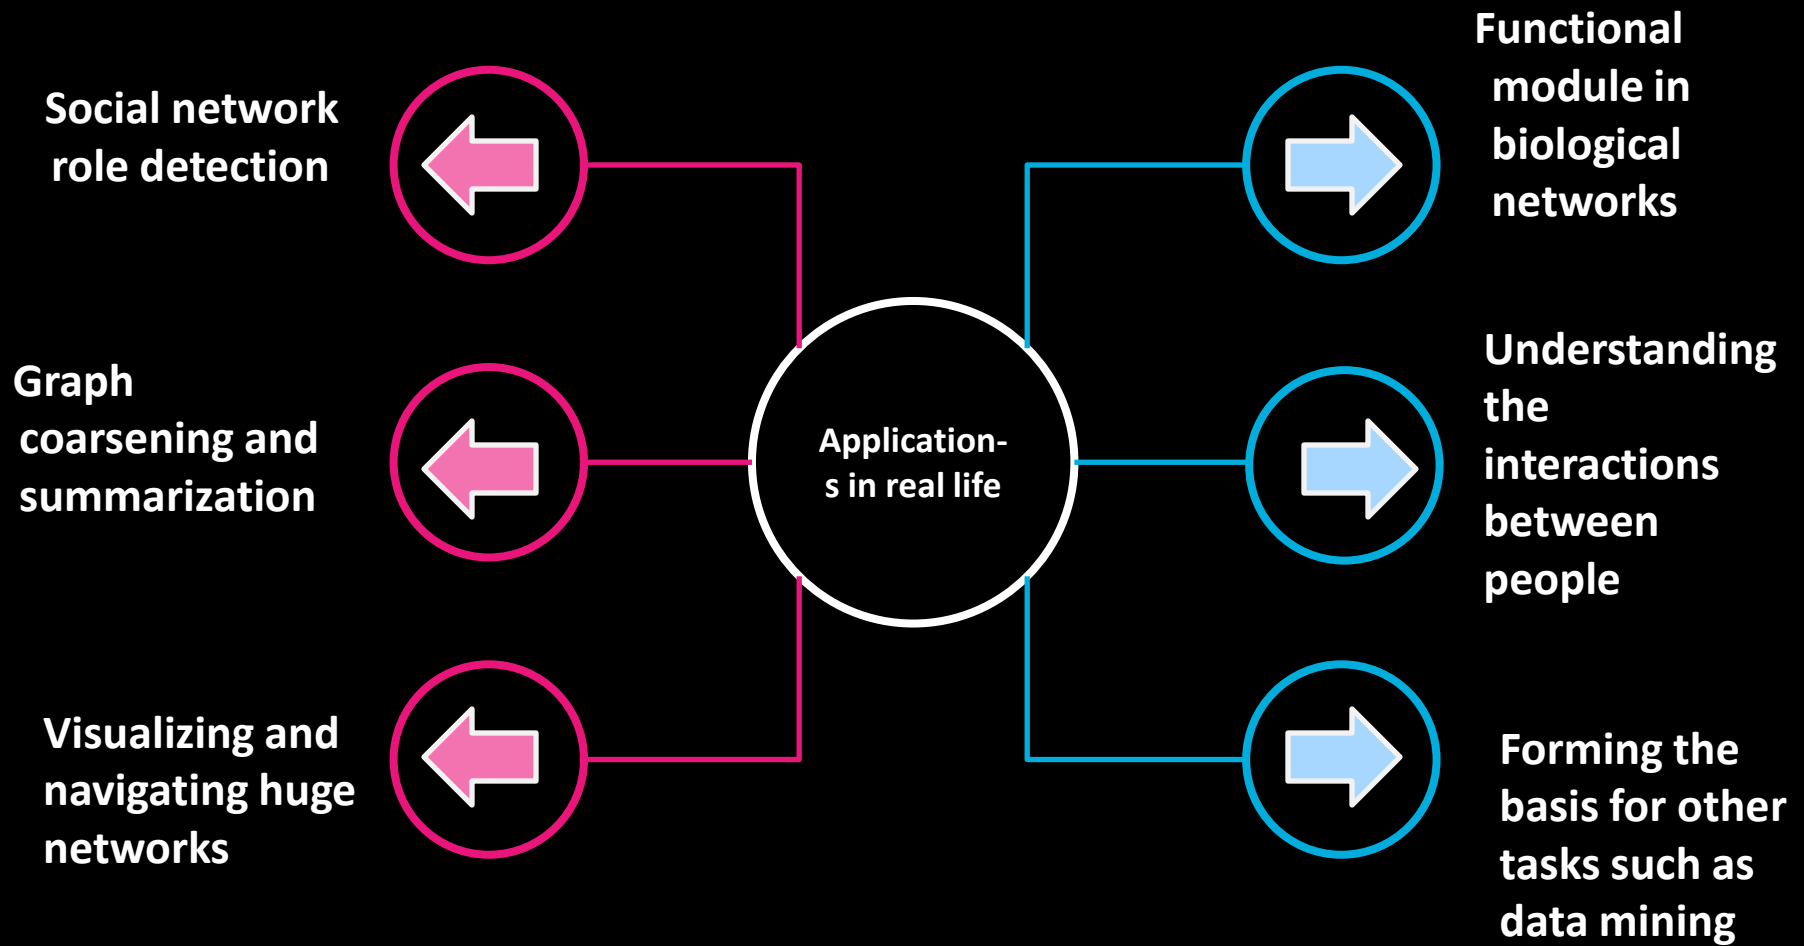 Social network
role detection
Graph
coarsening and
summarization
Visualizing and
navigating huge
networks
Application-
s in real life
Functional
module in
biological
networks
Understanding
the
interactions
between
people
Forming the
basis for other
tasks such as
data mining